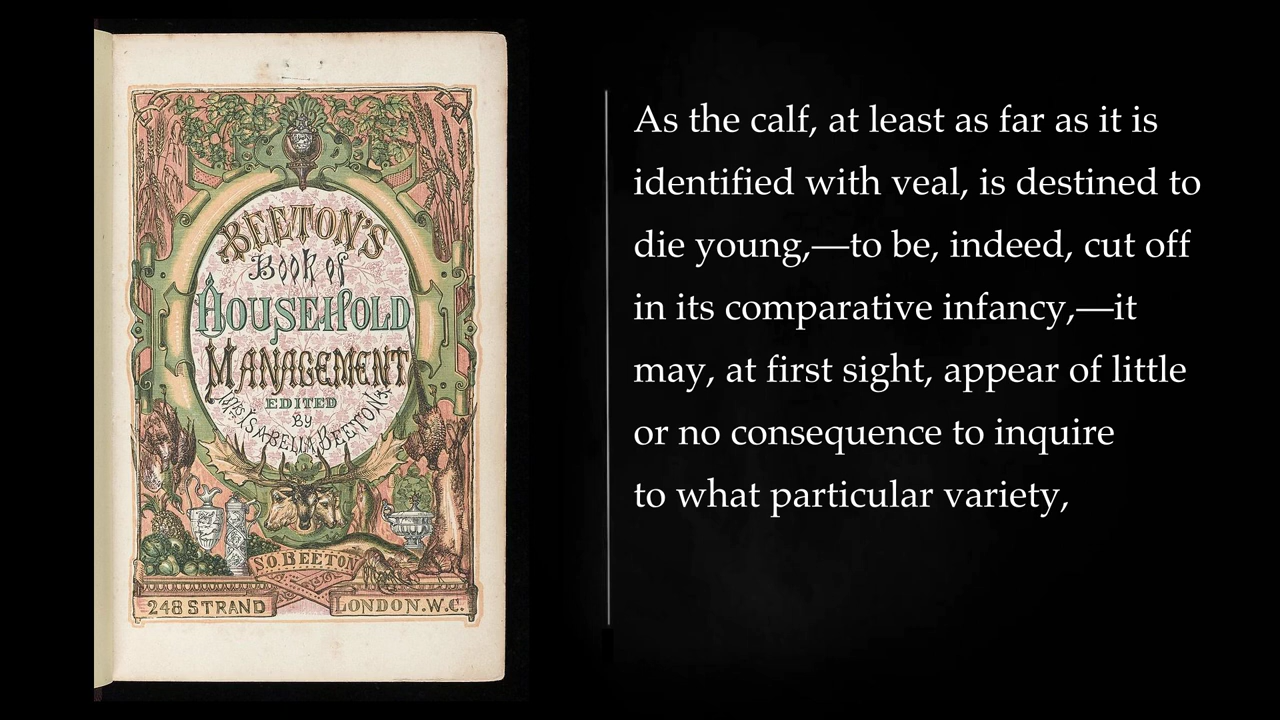 BEETON'S
Book of
HOUSEHOLD
MANAGEMENT
EDITED
BY
MRS ISABELLA BEETON
S.O. BEETON
248 STRAND
LONDON. W.C.
As the calf, at least as far as it is
identified with veal, is destined to
die young,—to be, indeed, cut off
in its comparative infancy,—it
may, at first sight, appear of little
or no consequence to inquire
to what particular variety,